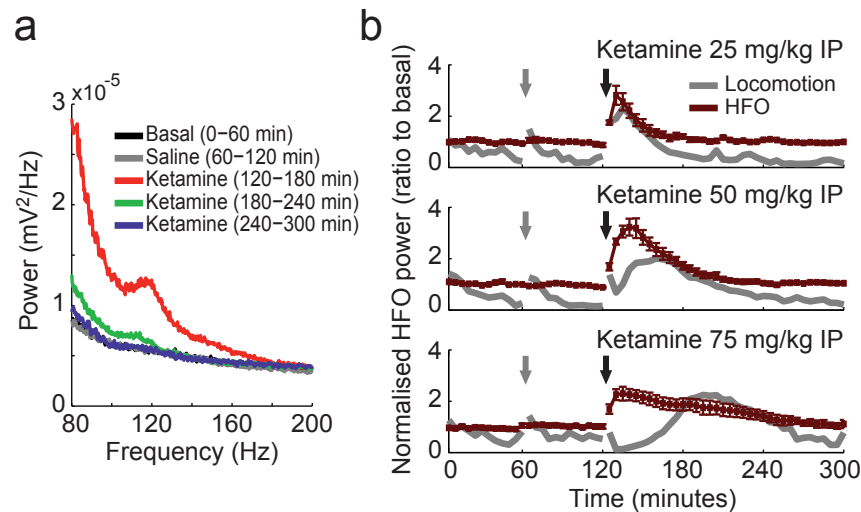 a
×10⁻⁵
3
2
1
0
80
120
160
200
Power (mV²/Hz)
Frequency (Hz)
Basal (0−60 min)
Saline (60−120 min)
Ketamine (120−180 min)
Ketamine (180−240 min)
Ketamine (240−300 min)
b
Normalised HFO power (ratio to basal)
Ketamine 25 mg/kg IP
Locomotion
HFO
4
2
0
Ketamine 50 mg/kg IP
4
2
0
Ketamine 75 mg/kg IP
4
2
0
0
60
120
180
240
300
Time (minutes)